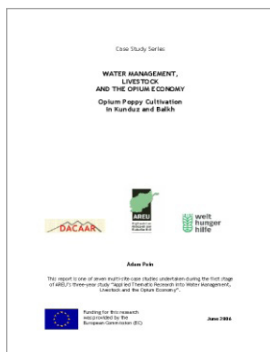 Case Study Series
WATER MANAGEMENT,
LIVESTOCK
AND THE OPIUM ECONOMY
Opium Poppy Cultivation
in Kunduz and Balkh
DACAAR
AREU
welt
hunger
hilfe
Adam Pain
This report is one of seven multi-site case studies undertaken during the first stage
of AREU's three-year study "Applied Thematic Research into Water Management,
Livestock and the Opium Economy".
Funding for this research
was provided by the
European Commission (EC)
June 2006